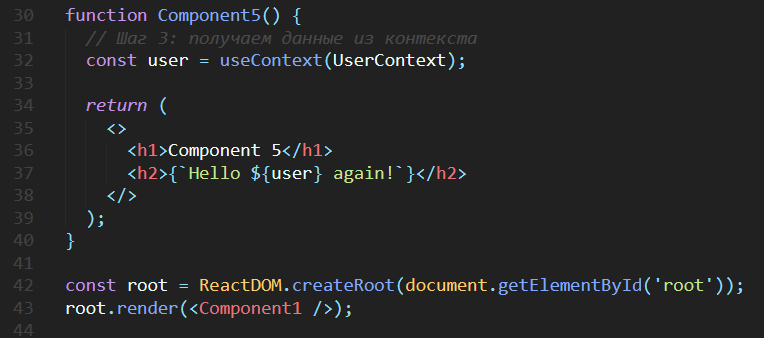 30 function Component5() {
31 // Шаг 3: получаем данные из контекста
32 const user = useContext(UserContext);
33
34 return (
35 <>
36 <h1>Component 5</h1>
37 <h2>{`Hello ${user} again!`}</h2>
38 </>
39 );
40 }
41
42 const root = ReactDOM.createRoot(document.getElementById('root'));
43 root.render(<Component1 />);
44